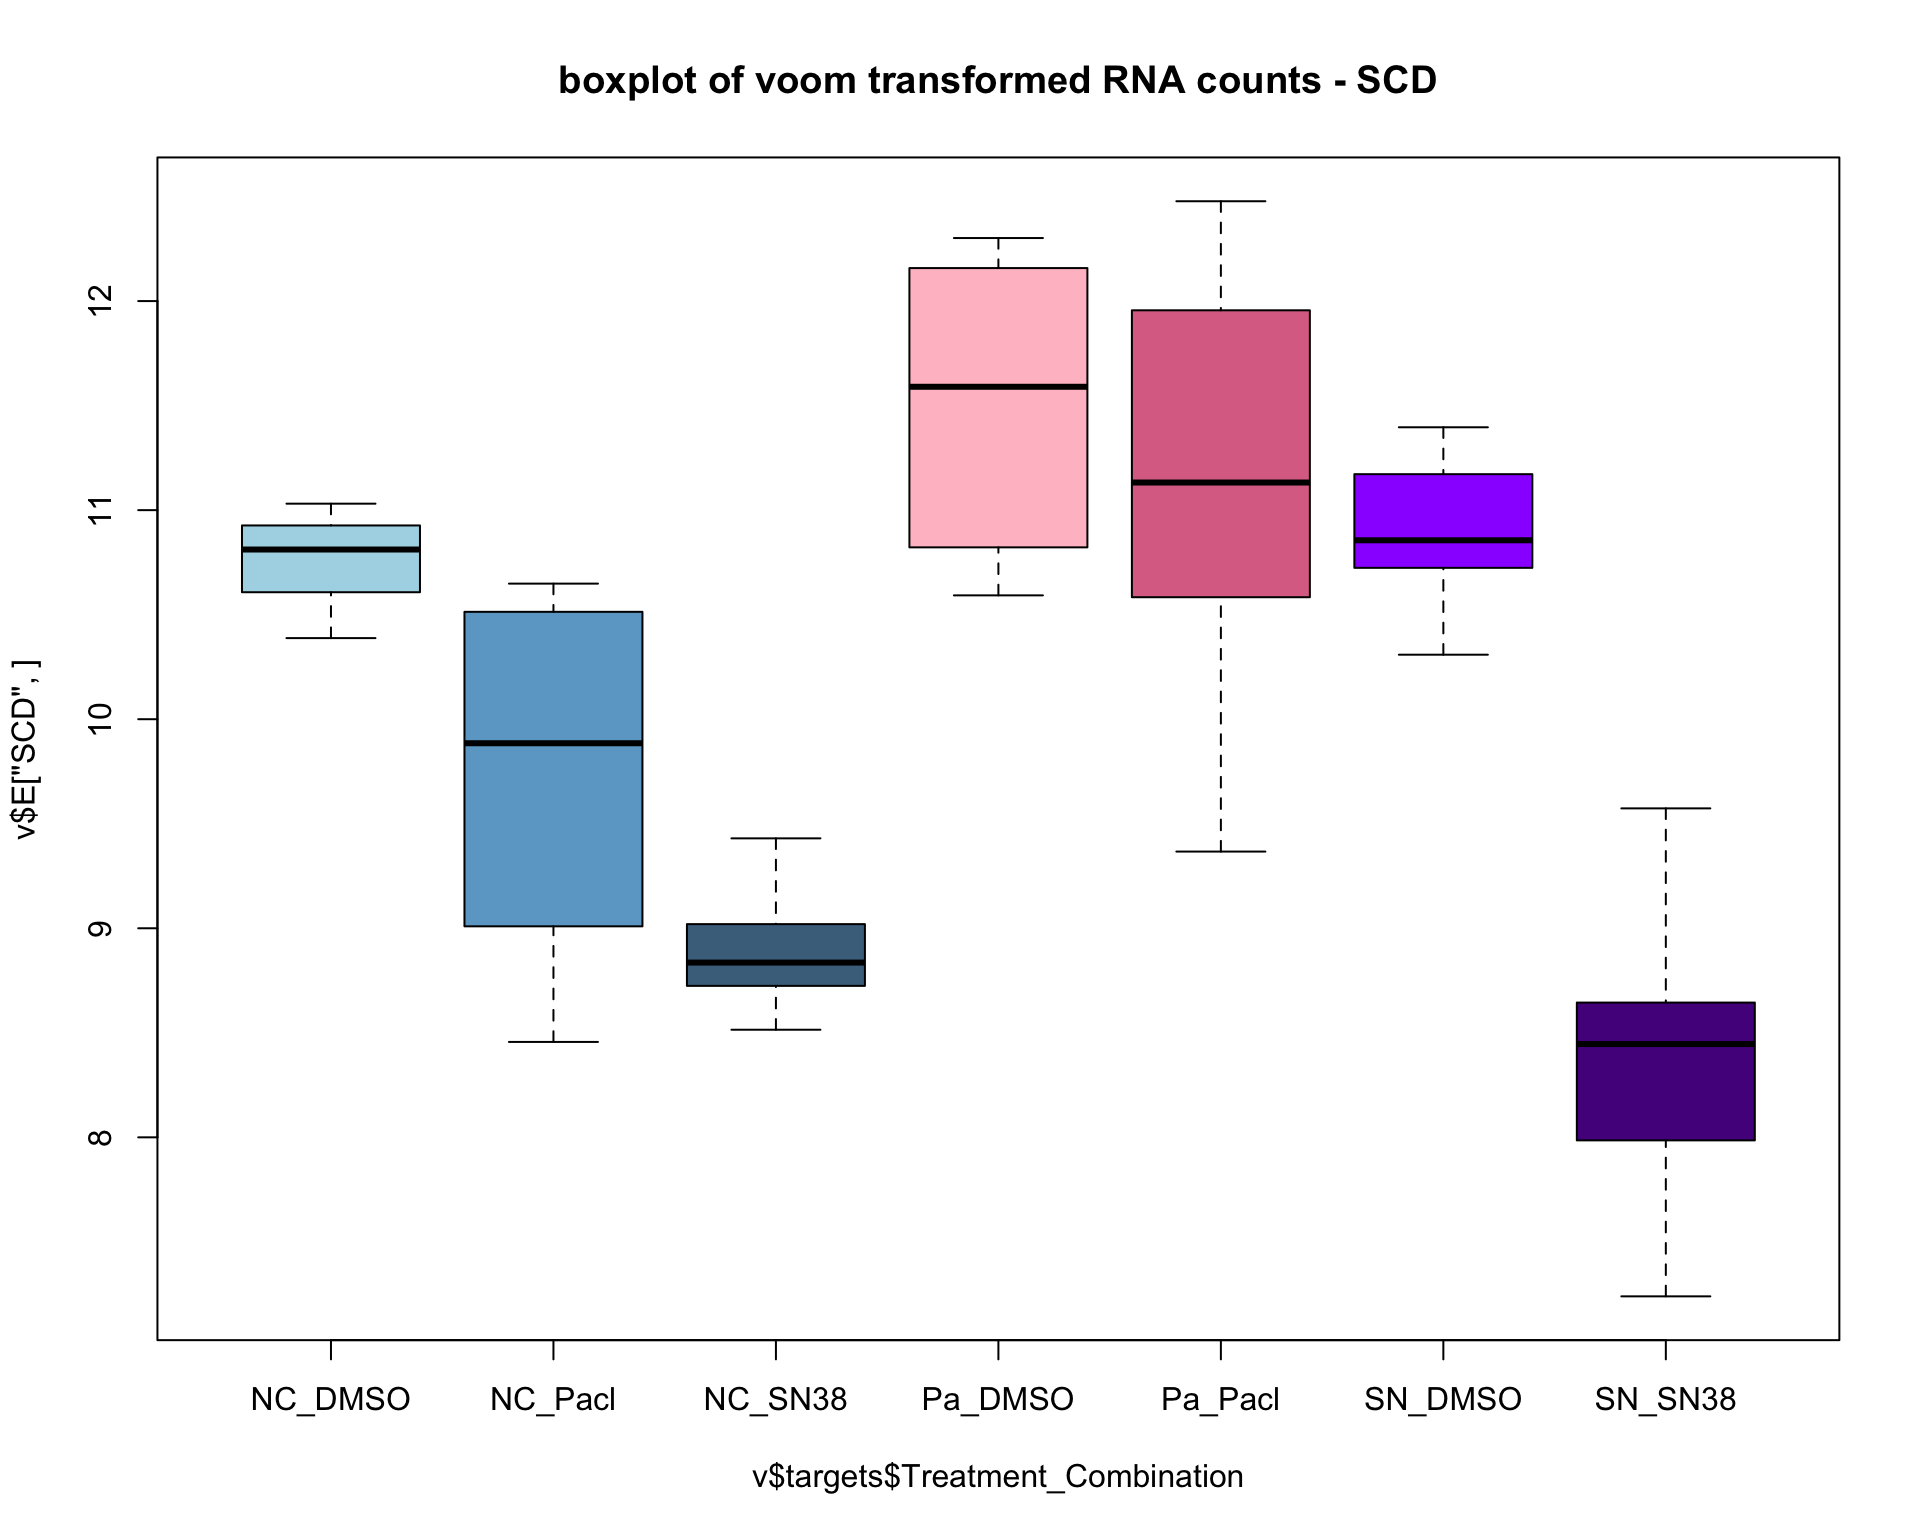 boxplot of voom transformed RNA counts - SCD
v$E["SCD", ]
12
11
10
9
8
NC_DMSO NC_Pacl NC_SN38 Pa_DMSO Pa_Pacl SN_DMSO SN_SN38
v$targets$Treatment_Combination